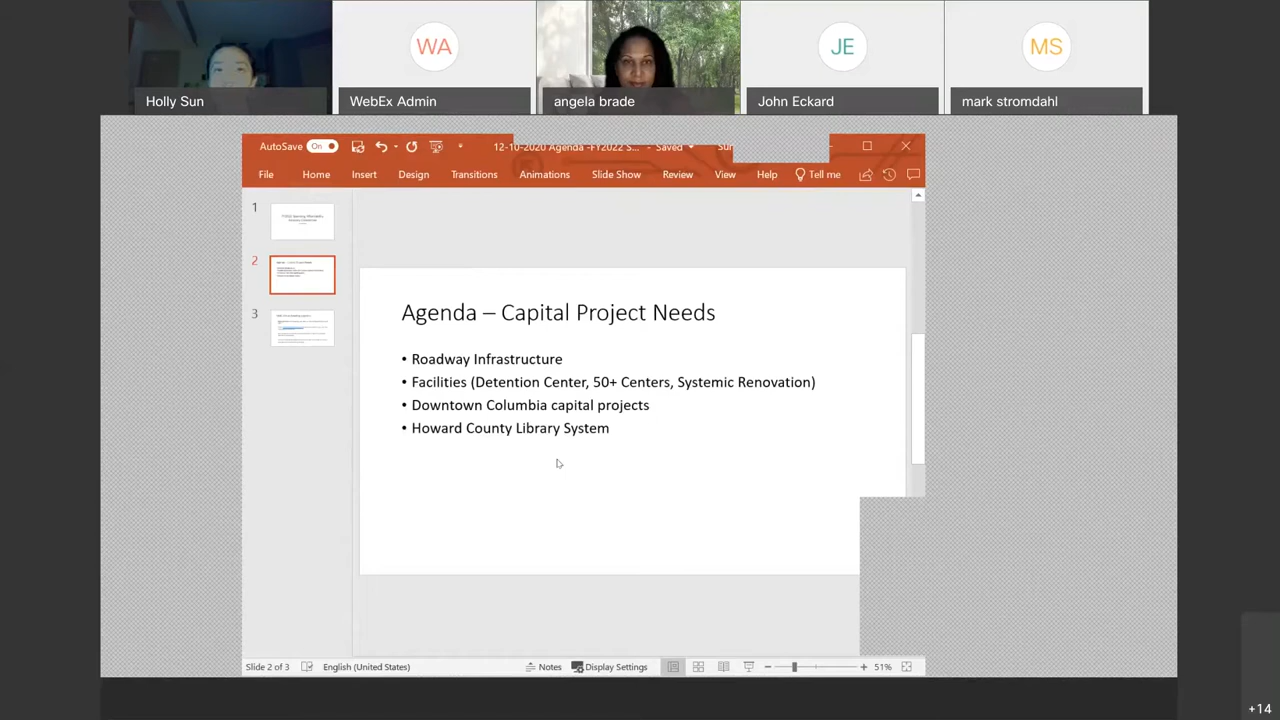 WA
JE
MS
Holly Sun
WebEx Admin
angela brade
John Eckard
mark stromdahl
AutoSave On
12-10-2020 Agenda -FY2022 S... - Saved
File Home Insert Design Transitions Animations Slide Show Review View Help Tell me
1
2
3
Agenda – Capital Project Needs
• Roadway Infrastructure
• Facilities (Detention Center, 50+ Centers, Systemic Renovation)
• Downtown Columbia capital projects
• Howard County Library System
Slide 2 of 3 English (United States) Notes Display Settings 51%
+14